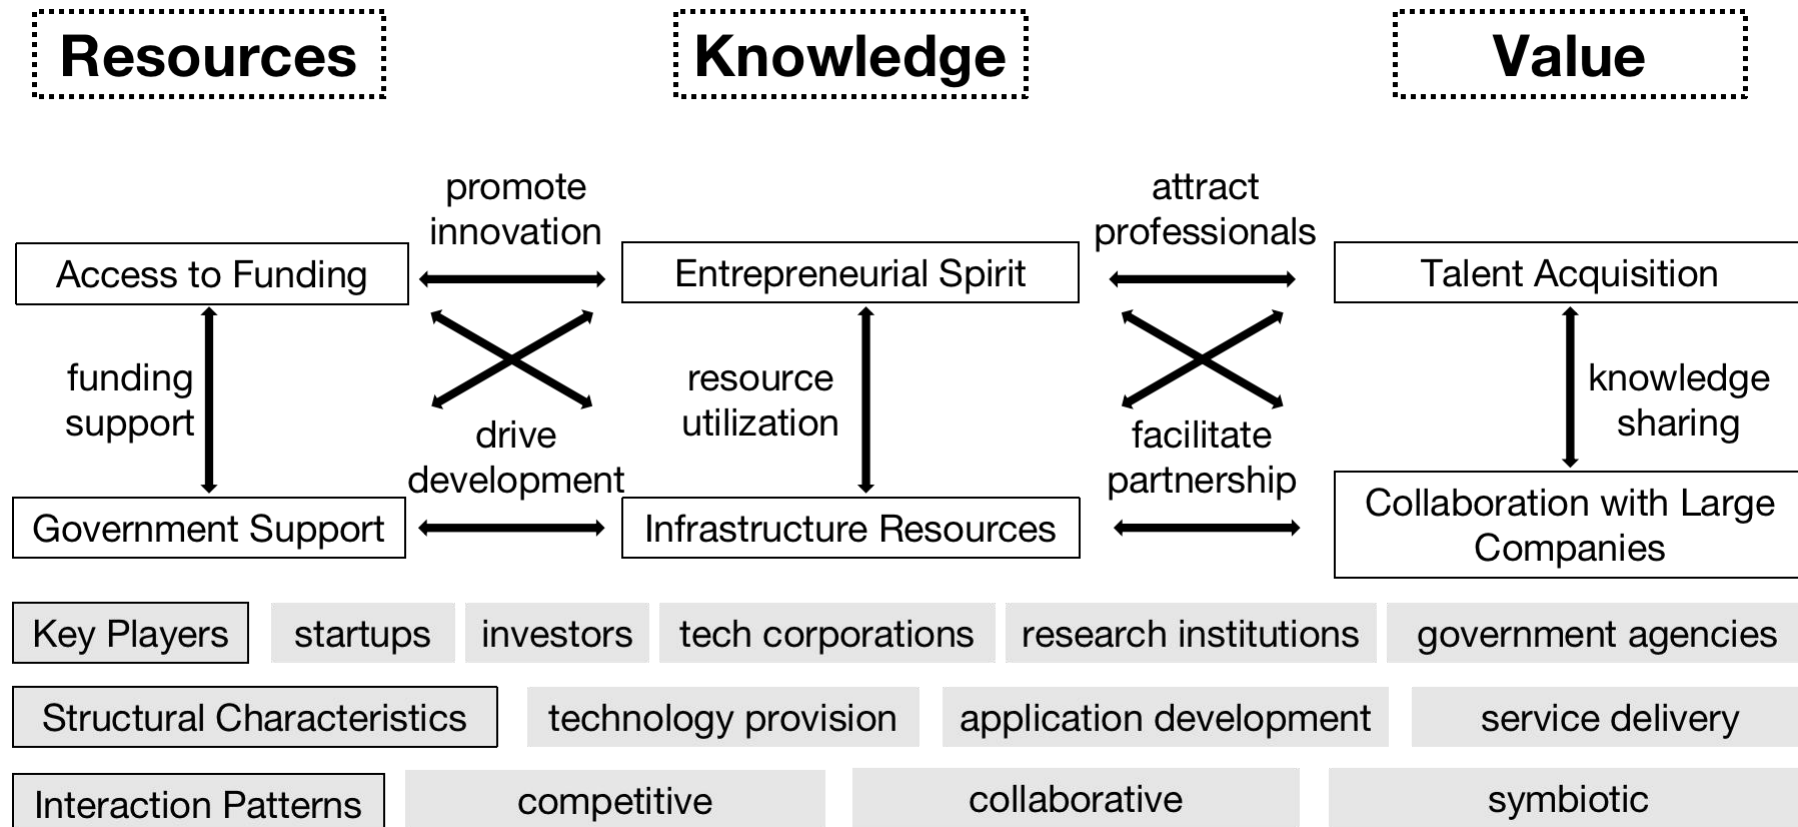 Resources
Knowledge
Value
promote
innovation
attract
professionals
Access to Funding
Entrepreneurial Spirit
Talent Acquisition
funding
support
resource
utilization
knowledge
sharing
drive
development
facilitate
partnership
Government Support
Infrastructure Resources
Collaboration with Large
Companies
Key Players
startups
investors
tech corporations
research institutions
government agencies
Structural Characteristics
technology provision
application development
service delivery
Interaction Patterns
competitive
collaborative
symbiotic